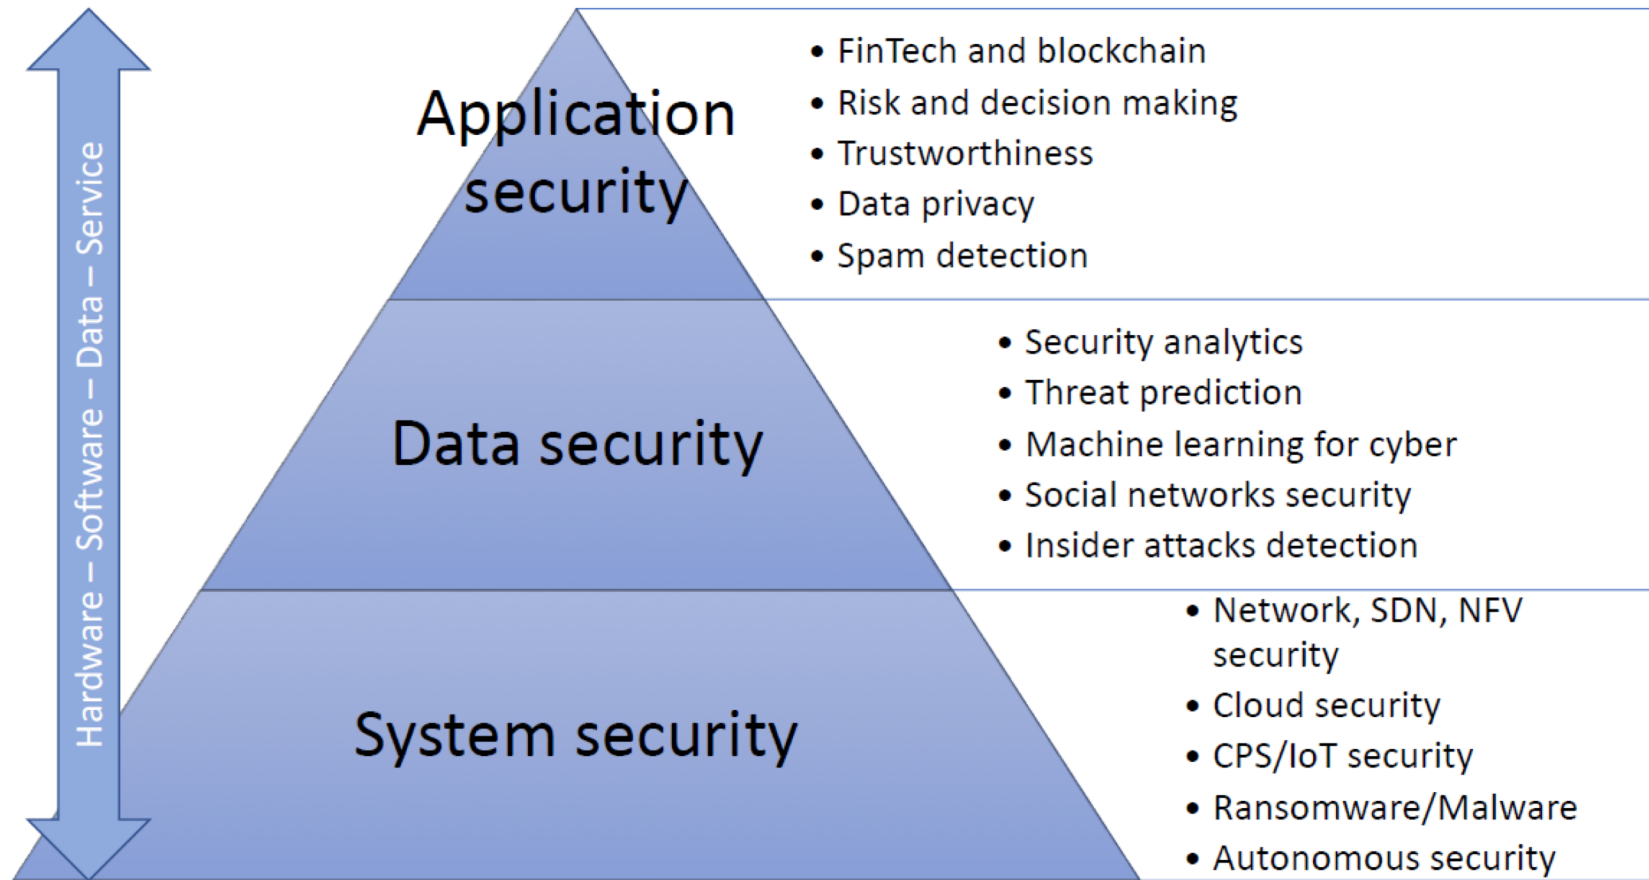 Hardware – Software – Data – Service
Application
security
• FinTech and blockchain
• Risk and decision making
• Trustworthiness
• Data privacy
• Spam detection
Data security
• Security analytics
• Threat prediction
• Machine learning for cyber
• Social networks security
• Insider attacks detection
System security
• Network, SDN, NFV
security
• Cloud security
• CPS/IoT security
• Ransomware/Malware
• Autonomous security